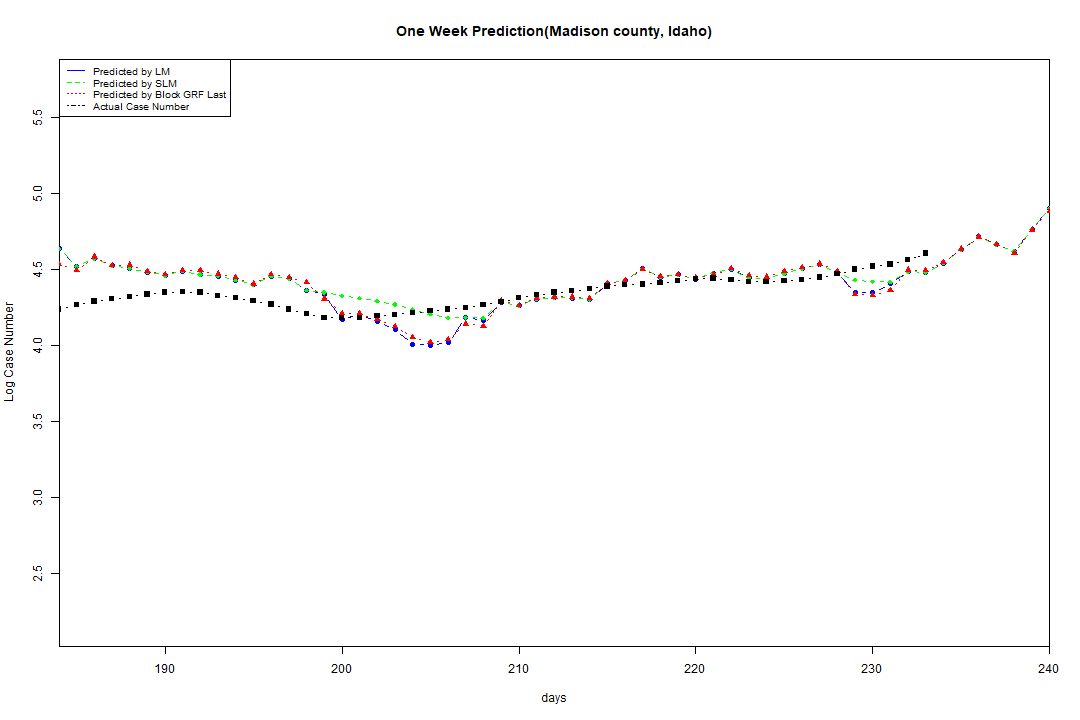 One Week Prediction(Madison county, Idaho)
Predicted by LM
Predicted by SLM
Predicted by Block GRF Last
Actual Case Number
5.5
5.0
4.5
4.0
3.5
3.0
2.5
Log Case Number
190 200 210 220 230 240
days